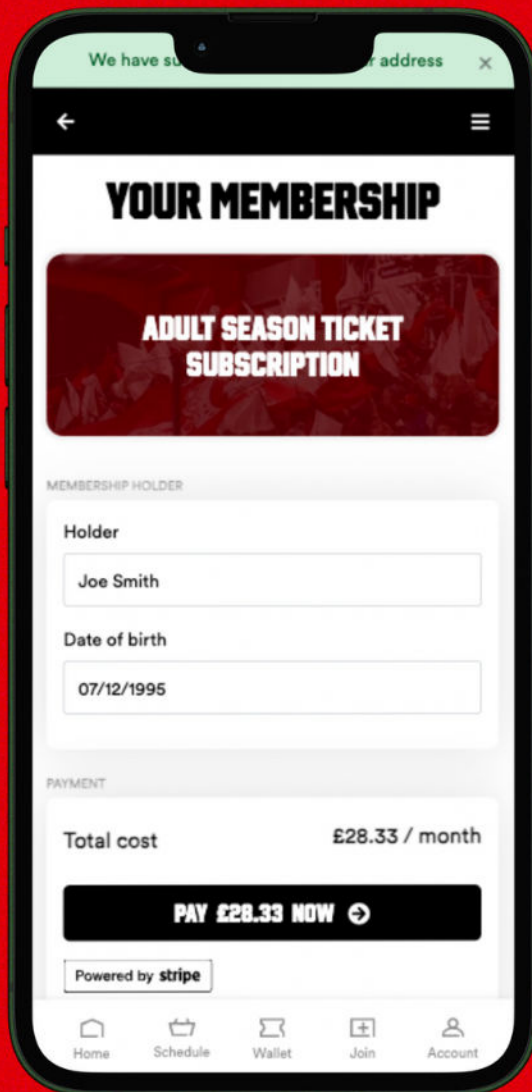 We have su r address
YOUR MEMBERSHIP
ADULT SEASON TICKET
SUBSCRIPTION
MEMBERSHIP HOLDER
Holder
Joe Smith
Date of birth
07/12/1995
PAYMENT
Total cost £28.33 / month
PAY £28.33 NOW
Powered by stripe
Home Schedule Wallet Join Account